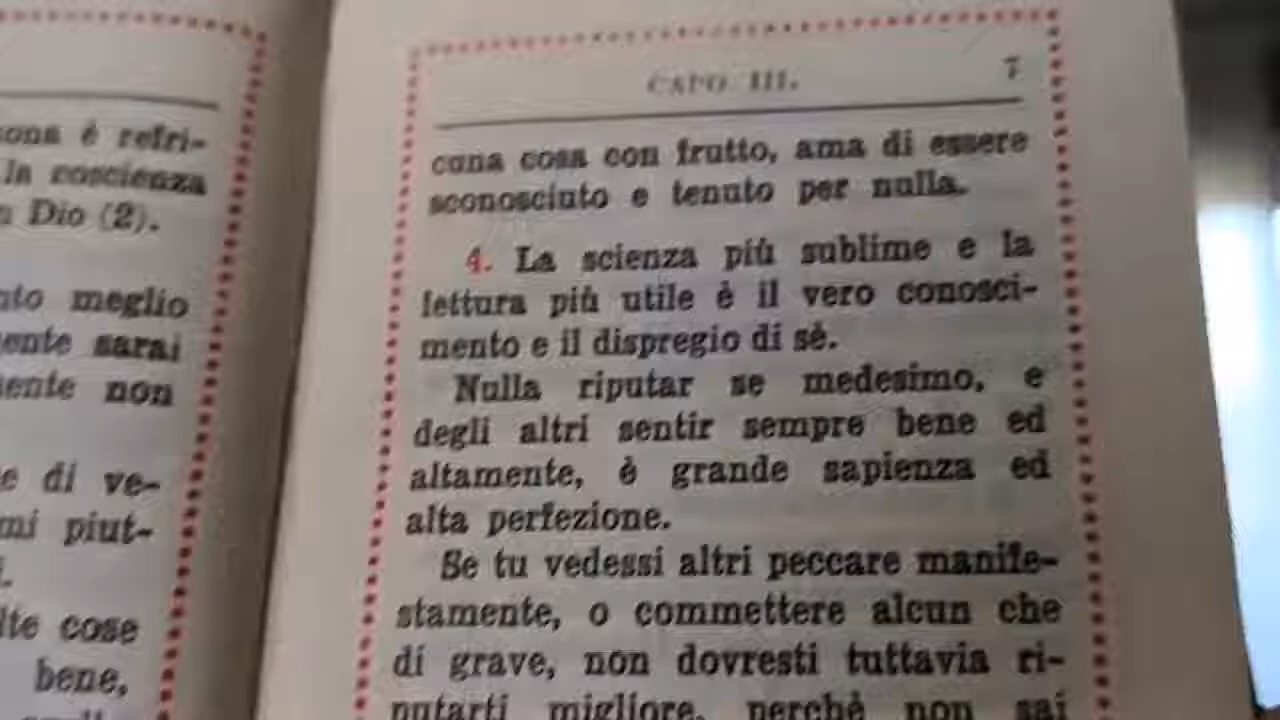 sona è refri-
la coscienza
Dio (2).
meglio
sarai
non
e di ve-
piut-
cose
bene,
CAPO III. 7
cuna cosa con frutto, ama di essere
sconosciuto e tenuto per nulla.
4. La scienza più sublime e la
lettura più utile è il vero conosci-
mento e il dispregio di sè.
Nulla riputar se medesimo, e
degli altri sentir sempre bene ed
altamente, è grande sapienza ed
alta perfezione.
Se tu vedessi altri peccare manife-
stamente, o commettere alcun che
di grave, non dovresti tuttavia ri-
putarti migliore, perchè non sai